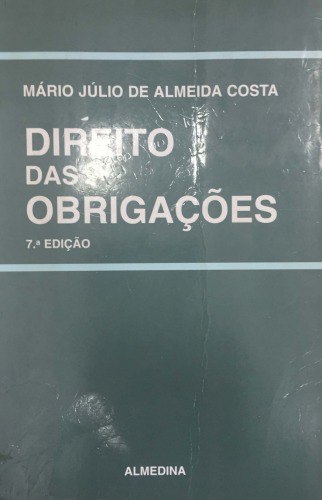 MÁRIO JÚLIO DE ALMEIDA COSTA
DIREITO
DAS
OBRIGAÇÕES
7.ª EDIÇÃO
ALMEDINA